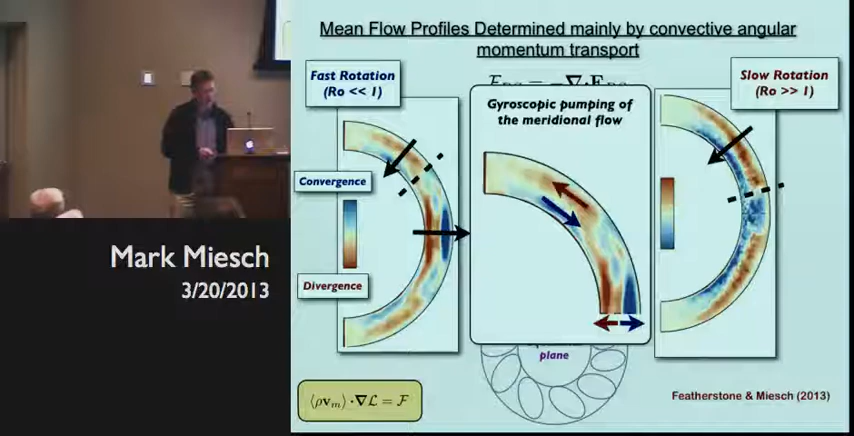 Mean Flow Profiles Determined mainly by convective angular
momentum transport
Fast Rotation
(Ro << 1)
Slow Rotation
(Ro >> 1)
Gyroscopic pumping of
the meridional flow
Convergence
Divergence
plane
⟨ρv_m⟩·∇ℒ = ℱ
Featherstone & Miesch (2013)
Mark Miesch
3/20/2013